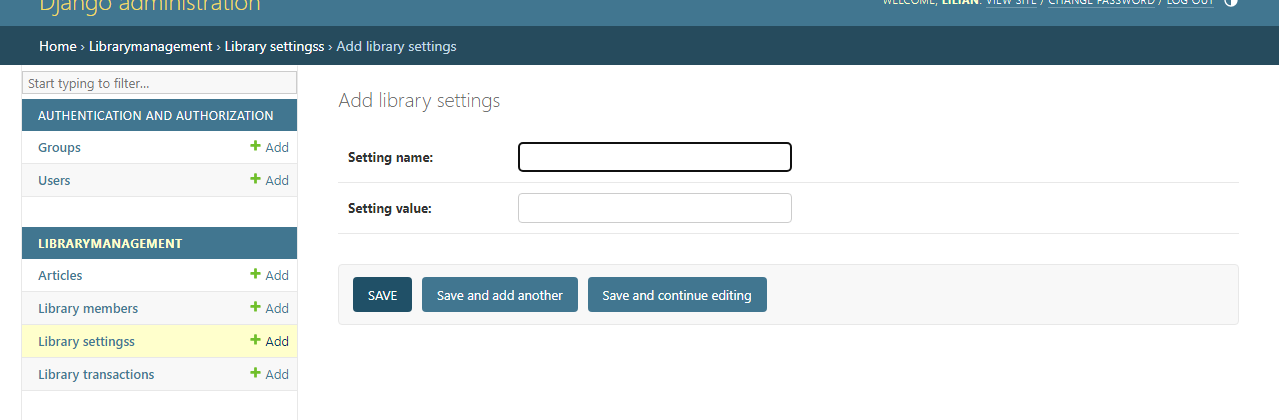 Django administration
WELCOME, LILIAN. VIEW SITE / CHANGE PASSWORD / LOG OUT
Home › Librarymanagement › Library settingss › Add library settings
Start typing to filter...
AUTHENTICATION AND AUTHORIZATION
Groups Add
Users Add
LIBRARYMANAGEMENT
Articles Add
Library members Add
Library settingss Add
Library transactions Add
Add library settings
Setting name:
Setting value:
SAVE Save and add another Save and continue editing